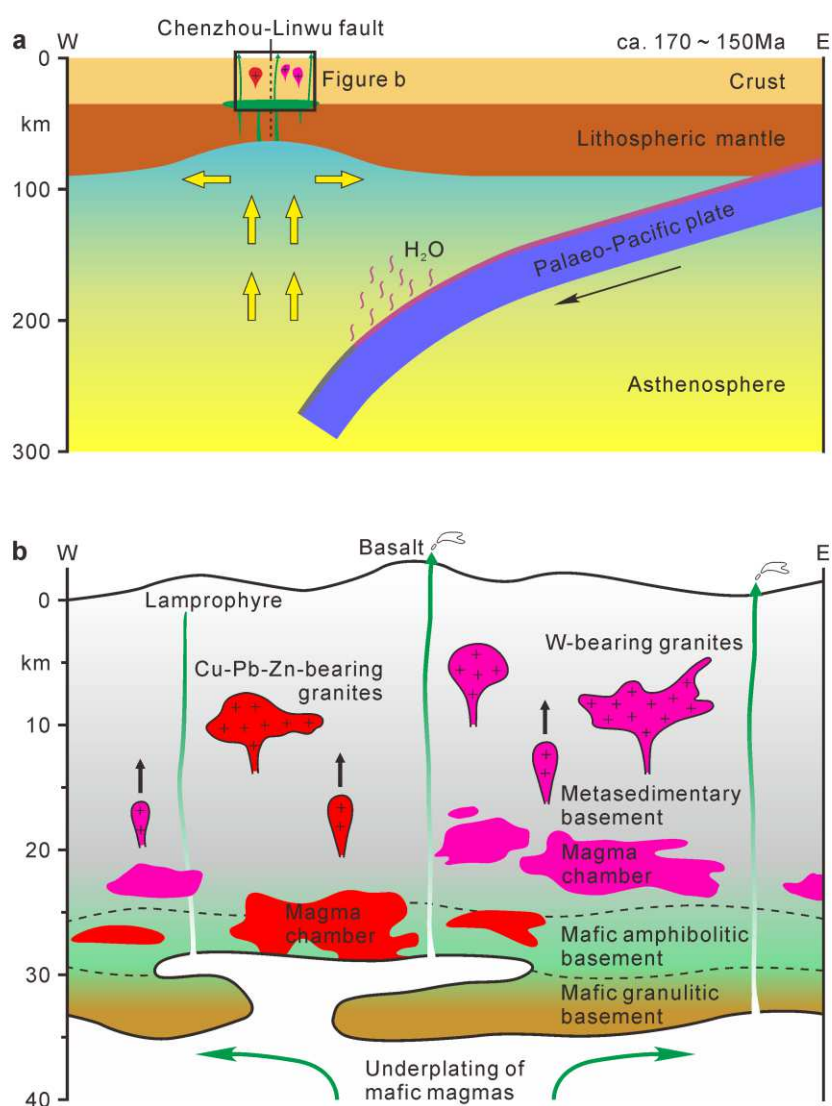 a
W
Chenzhou-Linwu fault
ca. 170 ~ 150Ma
E
0
Figure b
Crust
km
Lithospheric mantle
100
H₂O
Palaeo-Pacific plate
200
Asthenosphere
300
b
W
Basalt
E
0
Lamprophyre
km
W-bearing granites
Cu-Pb-Zn-bearing
granites
10
Metasedimentary
basement
20
Magma
chamber
Magma
chamber
Mafic amphibolitic
basement
30
Mafic granulitic
basement
Underplating of
mafic magmas
40